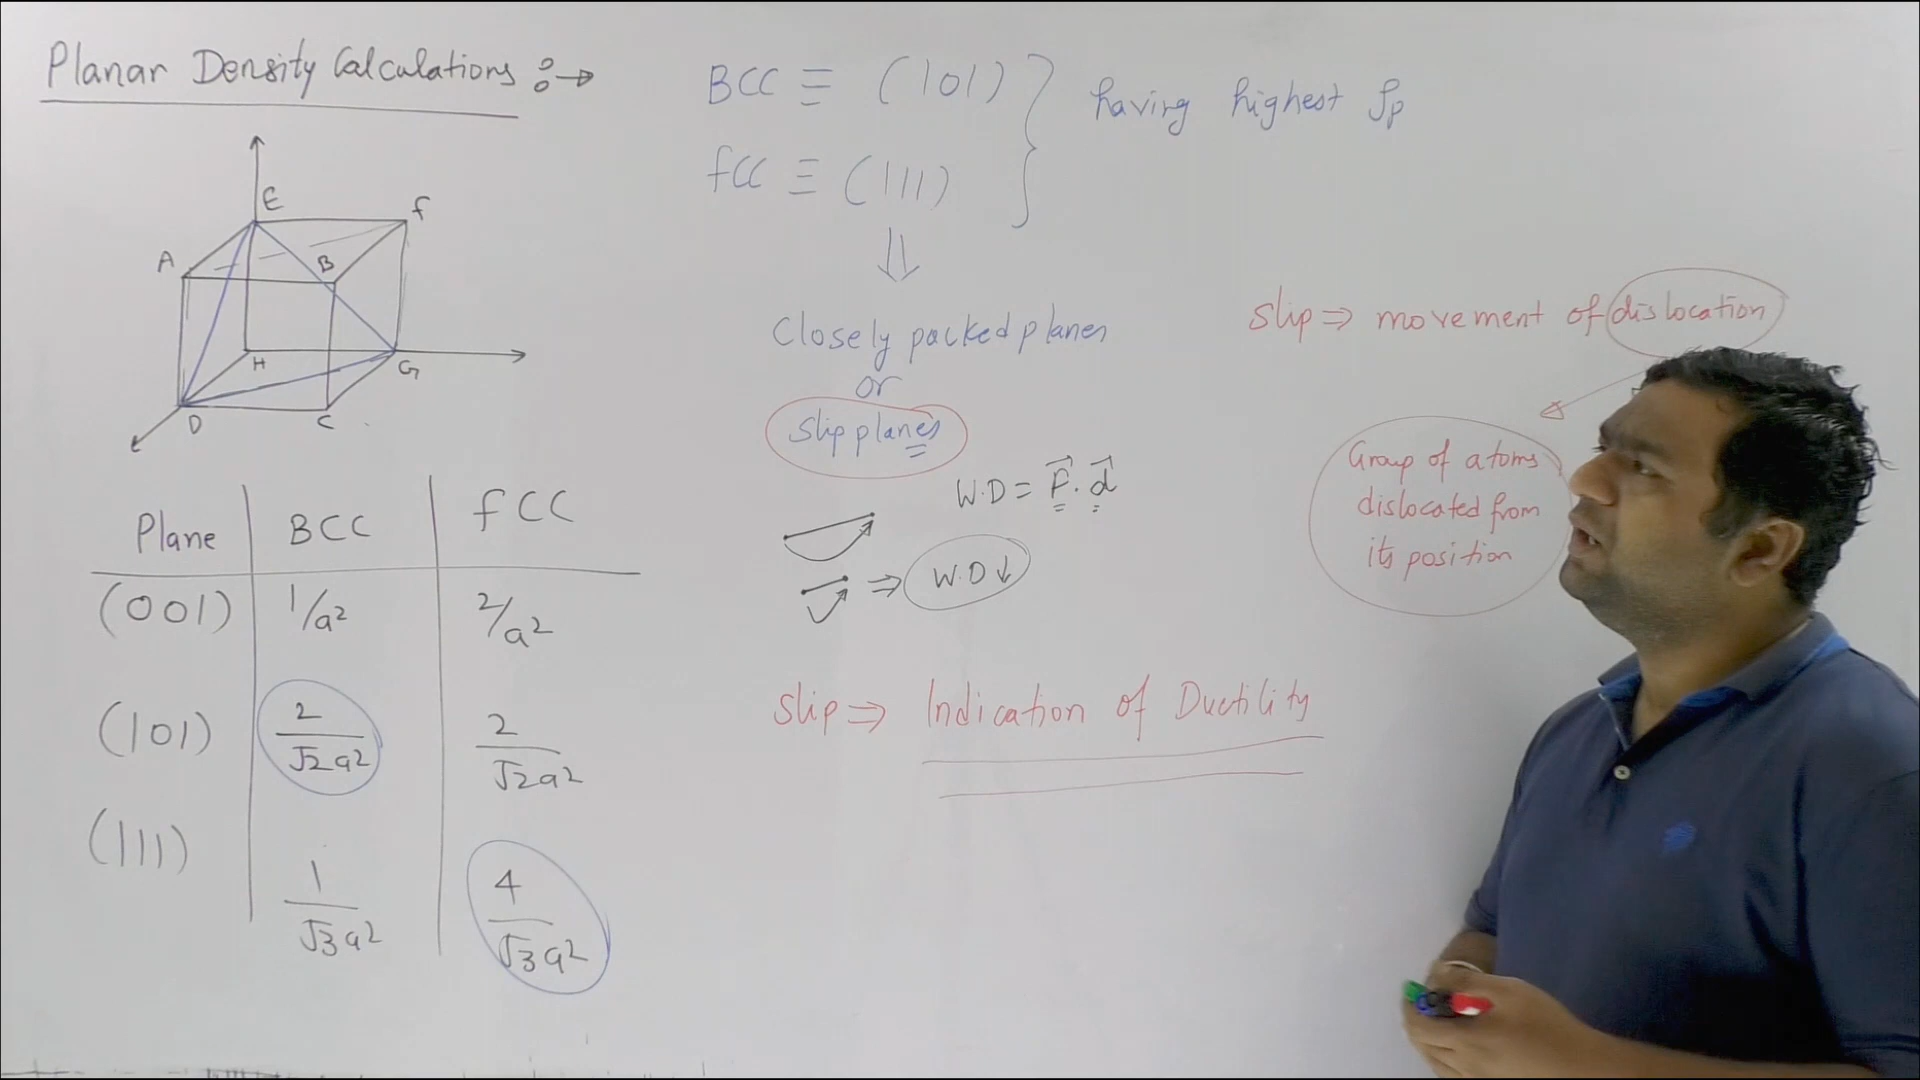 Planar Density Calculations :→
E
f
A
B
H
G
D
C
Plane BCC fCC
(001) 1/a² 2/a²
(101) 2/√2a² 2/√2a²
(111) 1/√3a² 4/√3a²
BCC ≡ (101) } having highest ρp
fCC ≡ (111)
⇓
Closely packed planes
or
Slip planes
W.D = F⃗. d⃗
⇒ W.D↓
Slip ⇒ Indication of Ductility
Slip ⇒ movement of dislocation
Group of atoms
dislocated from
its position